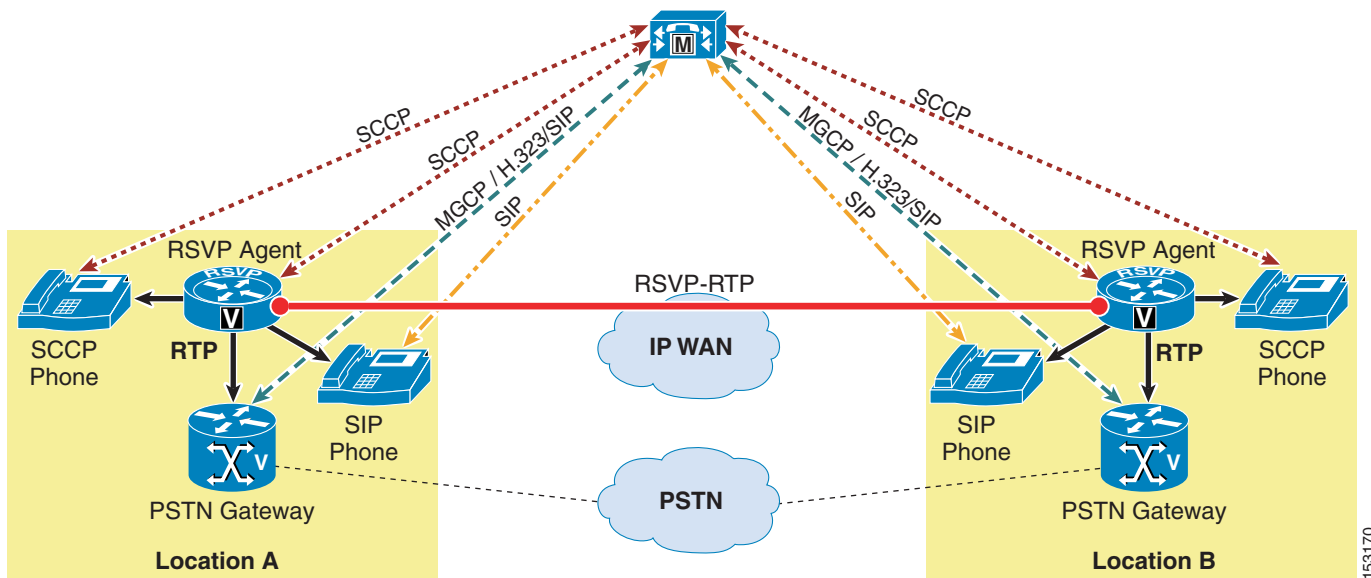 M
SCCP
SCCP
MGCP / H.323/SIP
SIP
SCCP
SCCP
MGCP / H.323/SIP
SIP
RSVP Agent
RSVP
V
SCCP
Phone
RTP
SIP
Phone
V
PSTN Gateway
Location A
RSVP-RTP
IP WAN
PSTN
RSVP Agent
RSVP
V
RTP
SCCP
Phone
SIP
Phone
V
PSTN Gateway
Location B
153170